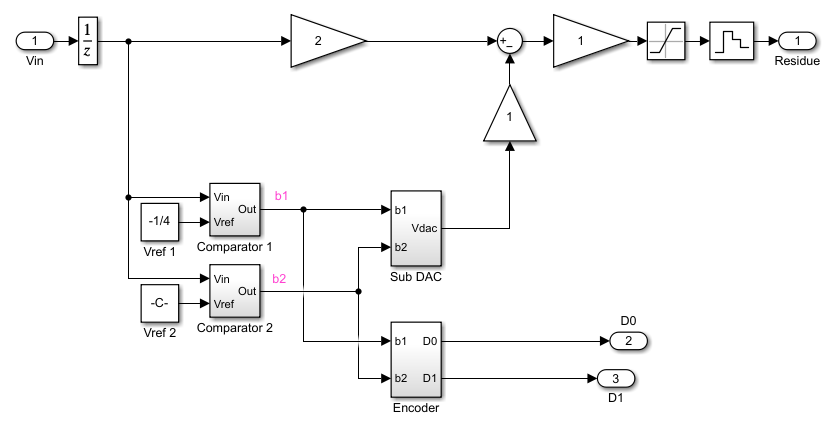 1
Vin
1
z
2
+
−
1
1
Residue
1
b1
Vin
Out
Vref
Comparator 1
-1/4
Vref 1
b1
b2
Vdac
Sub DAC
b2
Vin
Out
Vref
Comparator 2
-C-
Vref 2
b1
b2
D0
D1
Encoder
D0
2
3
D1